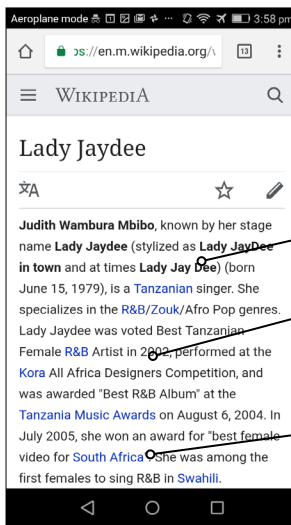 Aeroplane mode 3:58 pm
://en.m.wikipedia.org/ 13
WIKIPEDIA
Lady Jaydee
Judith Wambura Mbibo, known by her stage
name Lady Jaydee (stylized as Lady JayDee
in town and at times Lady Jay Dee) (born
June 15, 1979), is a Tanzanian singer. She
specializes in the R&B/Zouk/Afro Pop genres.
Lady Jaydee was voted Best Tanzanian
Female R&B Artist in 2002, performed at the
Kora All Africa Designers Competition, and
was awarded "Best R&B Album" at the
Tanzania Music Awards on August 6, 2004. In
July 2005, she won an award for "best female
video for South Africa". She was among the
first females to sing R&B in Swahili.